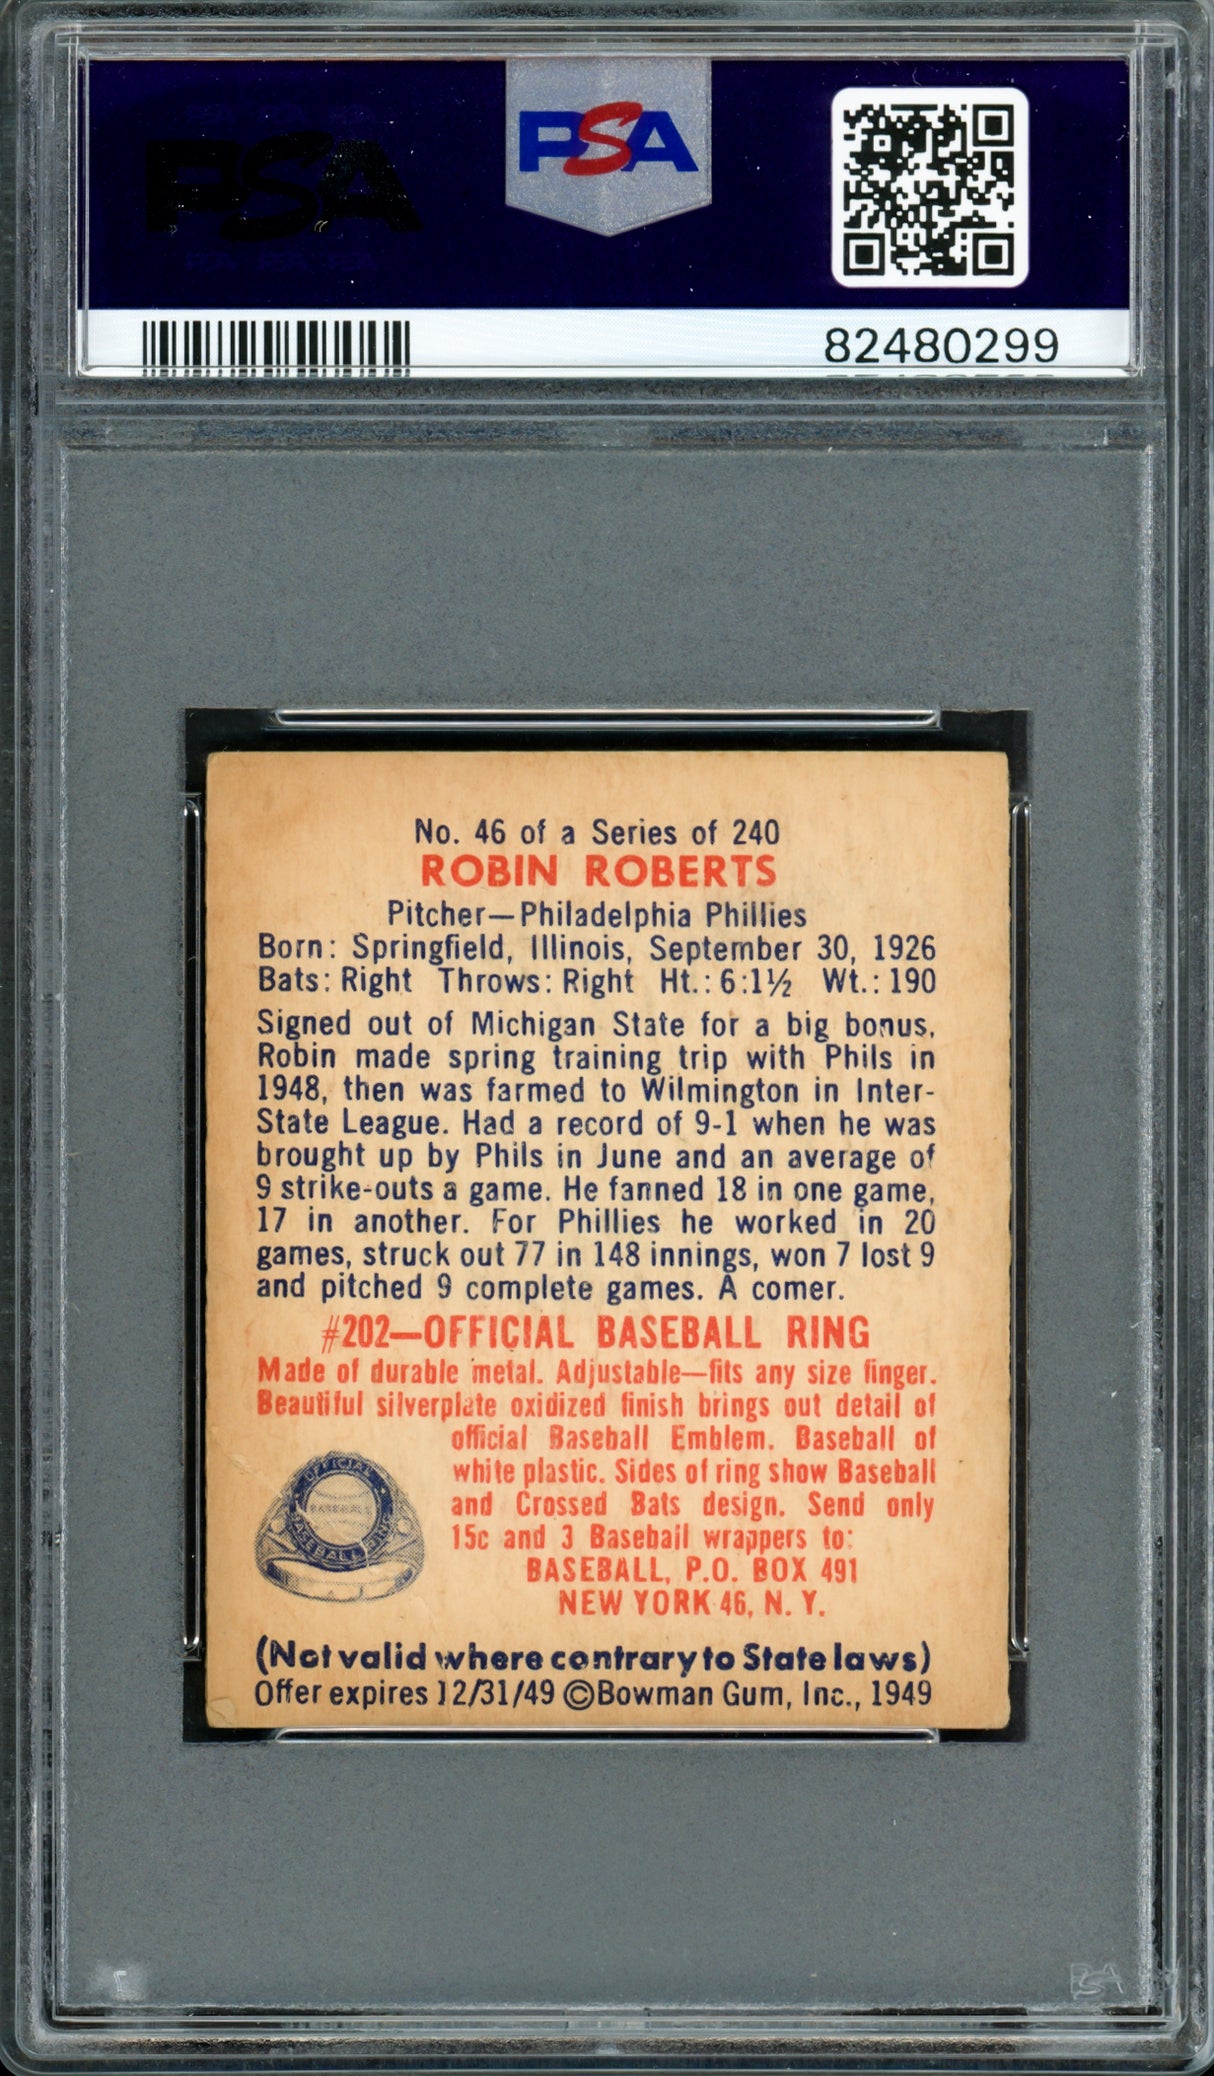 PSA
PSA
82480299
No. 46 of a Series of 240
ROBIN ROBERTS
Pitcher—Philadelphia Phillies
Born: Springfield, Illinois, September 30, 1926
Bats: Right Throws: Right Ht.: 6:1½ Wt.: 190
Signed out of Michigan State for a big bonus.
Robin made spring training trip with Phils in
1948, then was farmed to Wilmington in Inter-
State League. Had a record of 9-1 when he was
brought up by Phils in June and an average of
9 strike-outs a game. He fanned 18 in one game,
17 in another. For Phillies he worked in 20
games, struck out 77 in 148 innings, won 7 lost 9
and pitched 9 complete games. A comer.
#202—OFFICIAL BASEBALL RING
Made of durable metal. Adjustable—fits any size finger.
Beautiful silverplate oxidized finish brings out detail of
official Baseball Emblem. Baseball of
white plastic. Sides of ring show Baseball
and Crossed Bats design. Send only
15c and 3 Baseball wrappers to:
BASEBALL, P.O. BOX 491
NEW YORK 46, N. Y.
OFFICIAL
BASEBALL
BASEBALL RING
(Not valid where contrary to State laws)
Offer expires 12/31/49 ©Bowman Gum, Inc., 1949
PSA